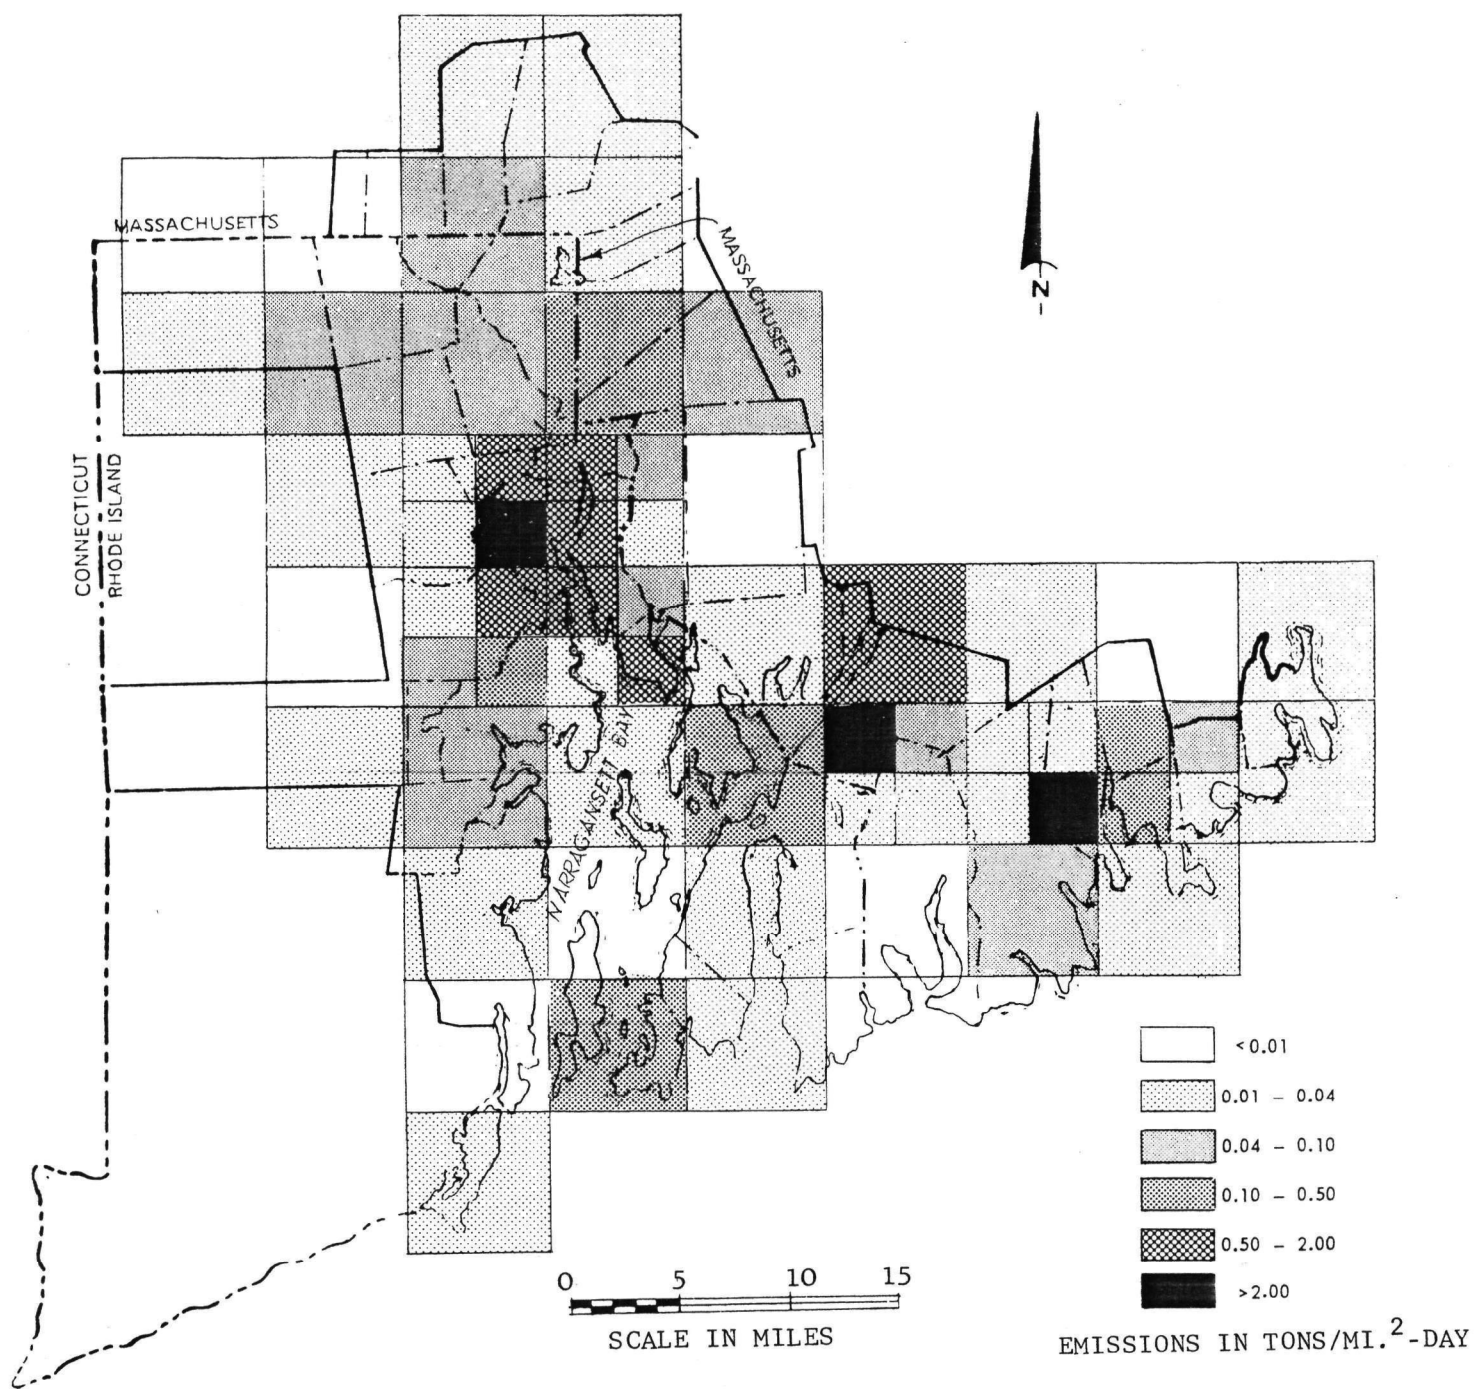 MASSACHUSETTS
MASSACHUSETTS
CONNECTICUT
RHODE ISLAND
NARRAGANSETT BAY
N
<0.01
0.01 – 0.04
0.04 – 0.10
0.10 – 0.50
0.50 – 2.00
>2.00
EMISSIONS IN TONS/MI.²-DAY
0 5 10 15
SCALE IN MILES